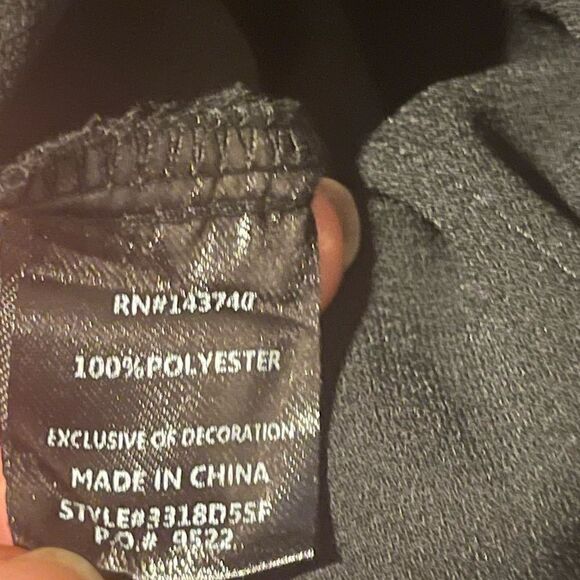 RN#143740
100%POLYESTER
EXCLUSIVE OF DECORATION
MADE IN CHINA
STYLE#3318D5SF
P.O.# 9522